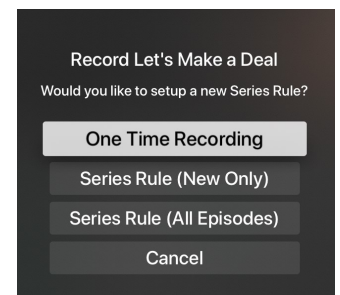 Record Let's Make a Deal
Would you like to setup a new Series Rule?
One Time Recording
Series Rule (New Only)
Series Rule (All Episodes)
Cancel